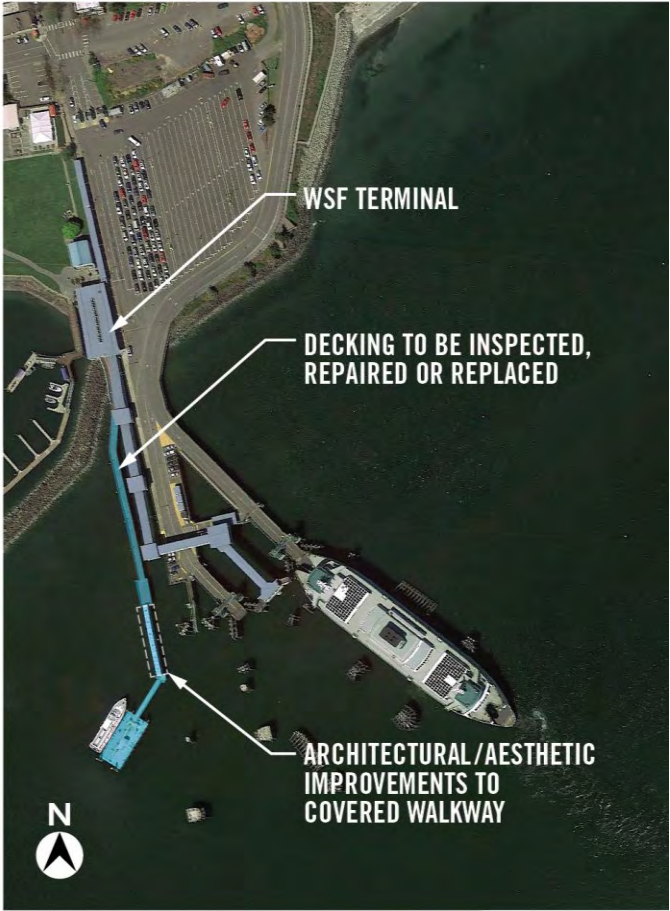 WSF TERMINAL
DECKING TO BE INSPECTED,
REPAIRED OR REPLACED
ARCHITECTURAL/AESTHETIC
IMPROVEMENTS TO
COVERED WALKWAY
N